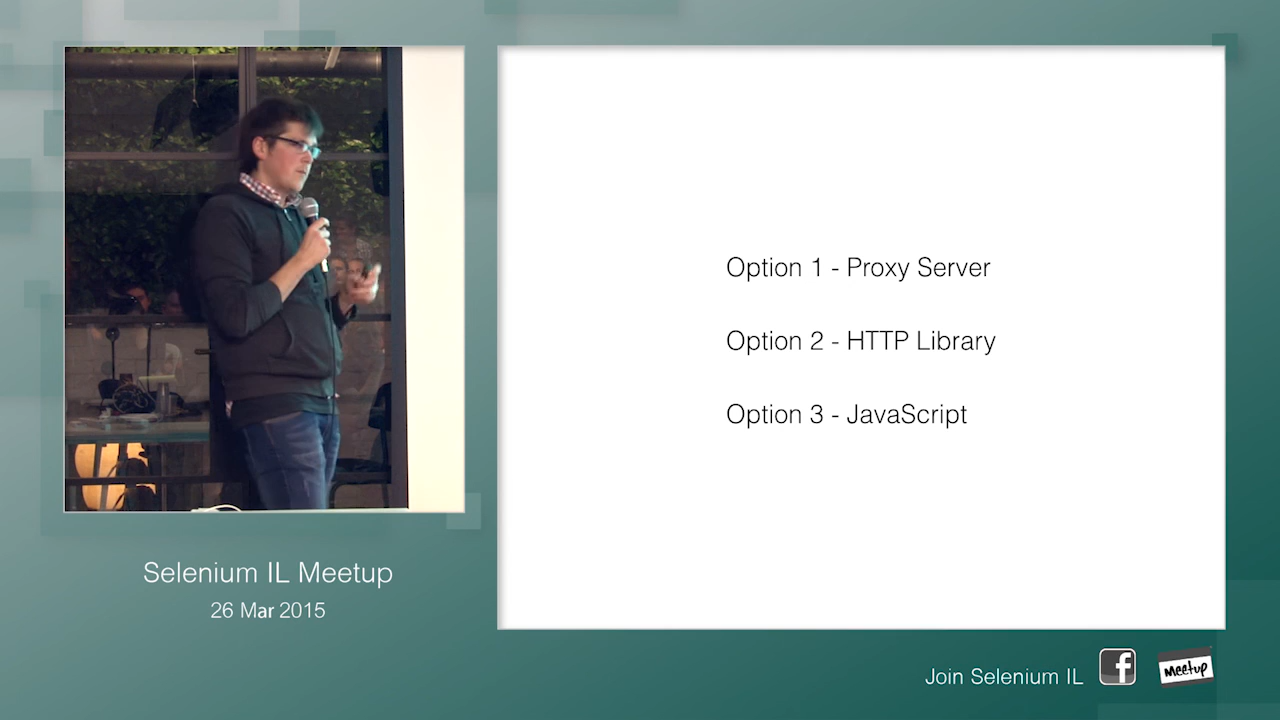 Option 1 - Proxy Server
Option 2 - HTTP Library
Option 3 - JavaScript
Selenium IL Meetup
26 Mar 2015
Join Selenium IL
f
Meetup